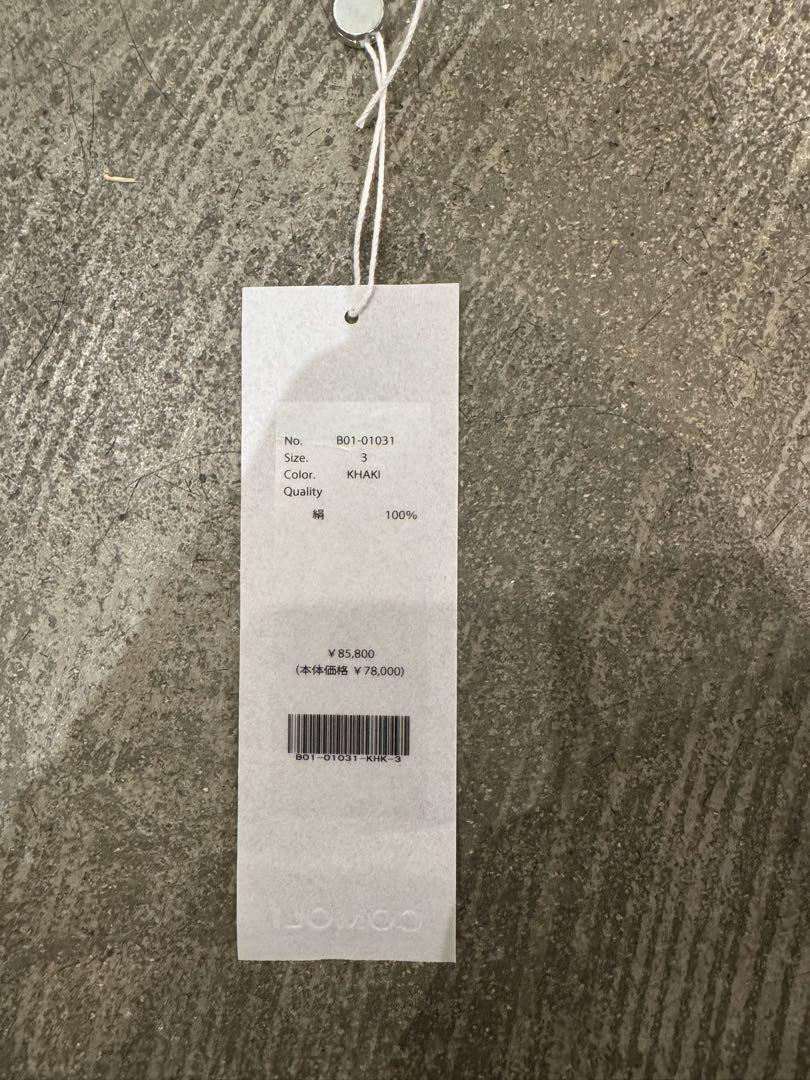 No. B01-01031
Size. 3
Color. KHAKI
Quality
絹 100%
￥85,800
(本体価格 ￥78,000)
B01-01031-KHK-3
COMOLI